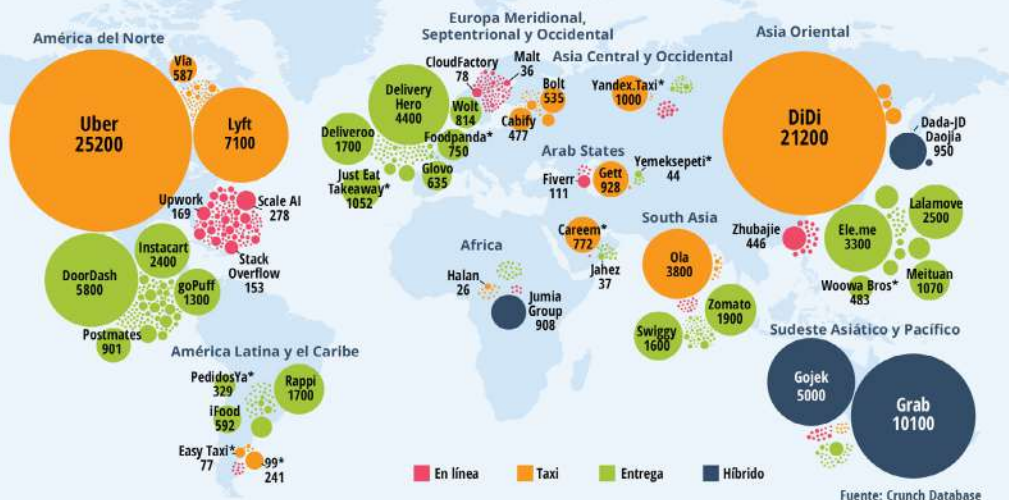 América del Norte
Vía
587
Uber
25200
Lyft
7100
Upwork
169
Scale AI
278
Stack
Overflow
153
DoorDash
5800
Instacart
2400
goPuff
1300
Postmates
901
América Latina y el Caribe
PedidosYa*
329
Rappi
1700
iFood
592
Easy Taxi*
77
99*
241
Europa Meridional,
Septentrional y Occidental
CloudFactory
78
Malt
36
Delivery
Hero
4400
Wolt
814
Bolt
535
Cabify
477
Deliveroo
1700
Foodpanda*
750
Just Eat
Takeaway*
1052
Glovo
635
Asia Central y Occidental
Yandex.Taxi*
1000
Arab States
Fiverr
111
Gett
928
Yemeksepeti*
44
Careem*
772
Jahez
37
Africa
Halan
26
Jumia
Group
908
South Asia
Ola
3800
Zomato
1900
Swiggy
1600
Asia Oriental
DiDi
21200
Dada-JD
Daojia
950
Zhubajie
446
Ele.me
3300
Lalamove
2500
Meituan
1070
Woowa Bros*
483
Sudeste Asiático y Pacífico
Gojek
5000
Grab
10100
En línea
Taxi
Entrega
Híbrido
Fuente: Crunch Database